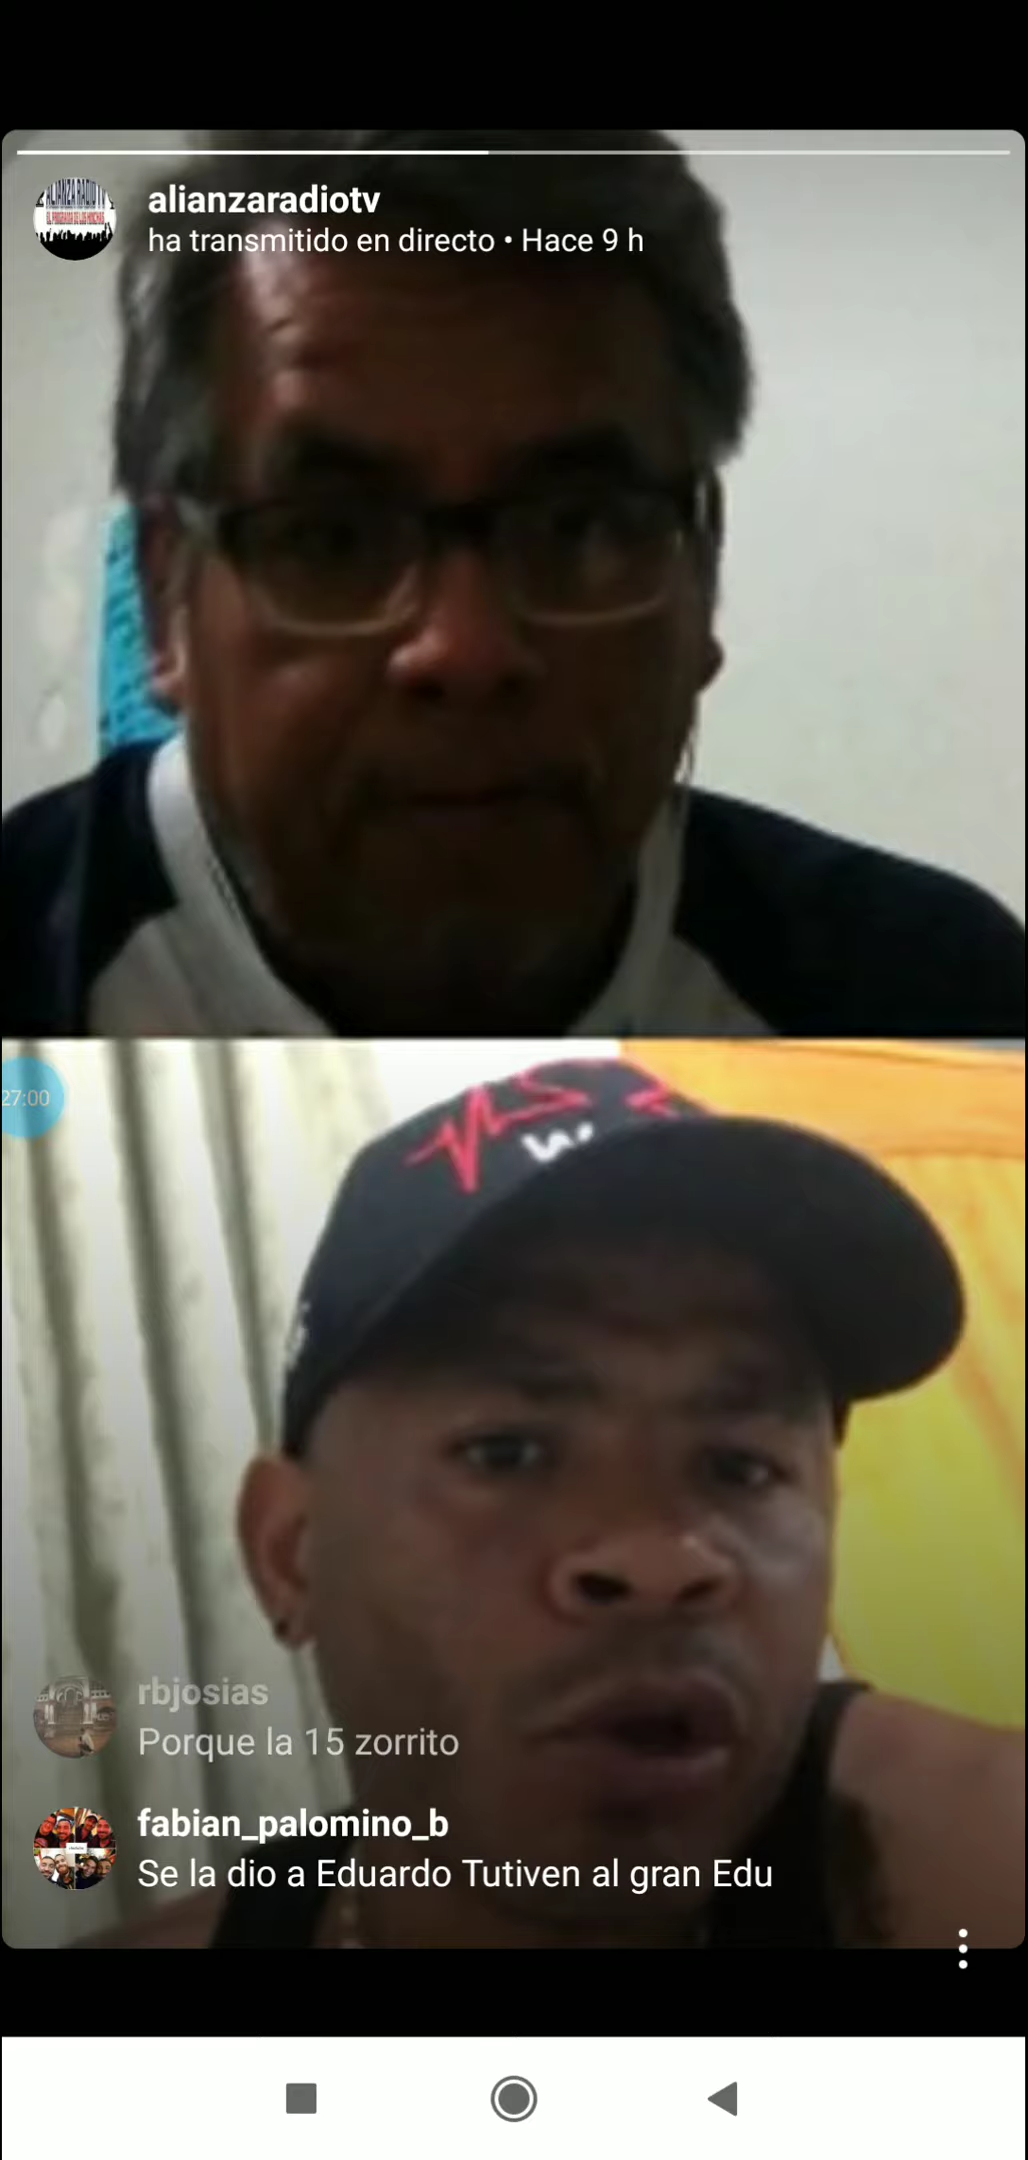 alianzaradiotv
ha transmitido en directo • Hace 9 h
27:00
rbjosias
Porque la 15 zorrito
fabian_palomino_b
Se la dio a Eduardo Tutiven al gran Edu